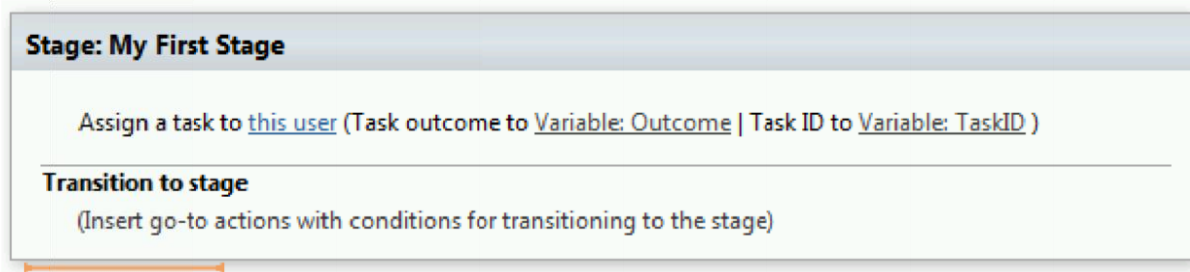 Stage: My First Stage
Assign a task to this user (Task outcome to Variable: Outcome | Task ID to Variable: TaskID )
Transition to stage
(Insert go-to actions with conditions for transitioning to the stage)